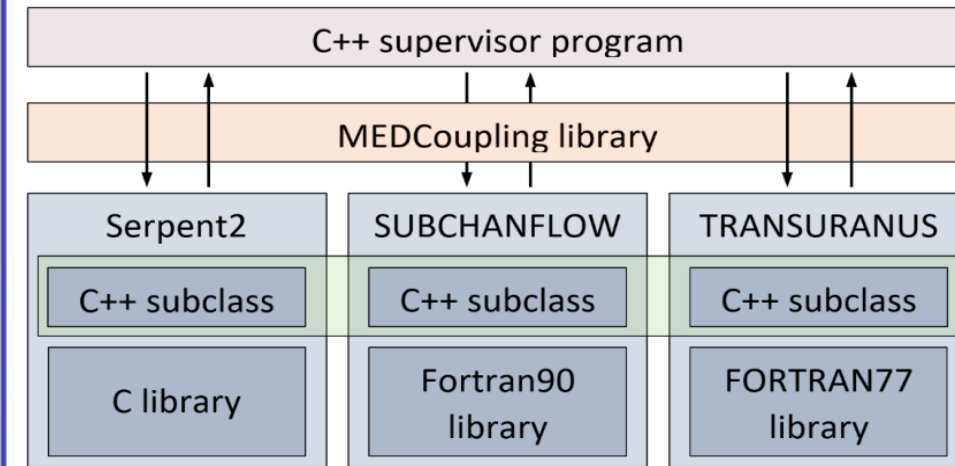 C++ supervisor program
MEDCoupling library
Serpent2
SUBCHANFLOW
TRANSURANUS
C++ subclass
C++ subclass
C++ subclass
C library
Fortran90
library
FORTRAN77
library